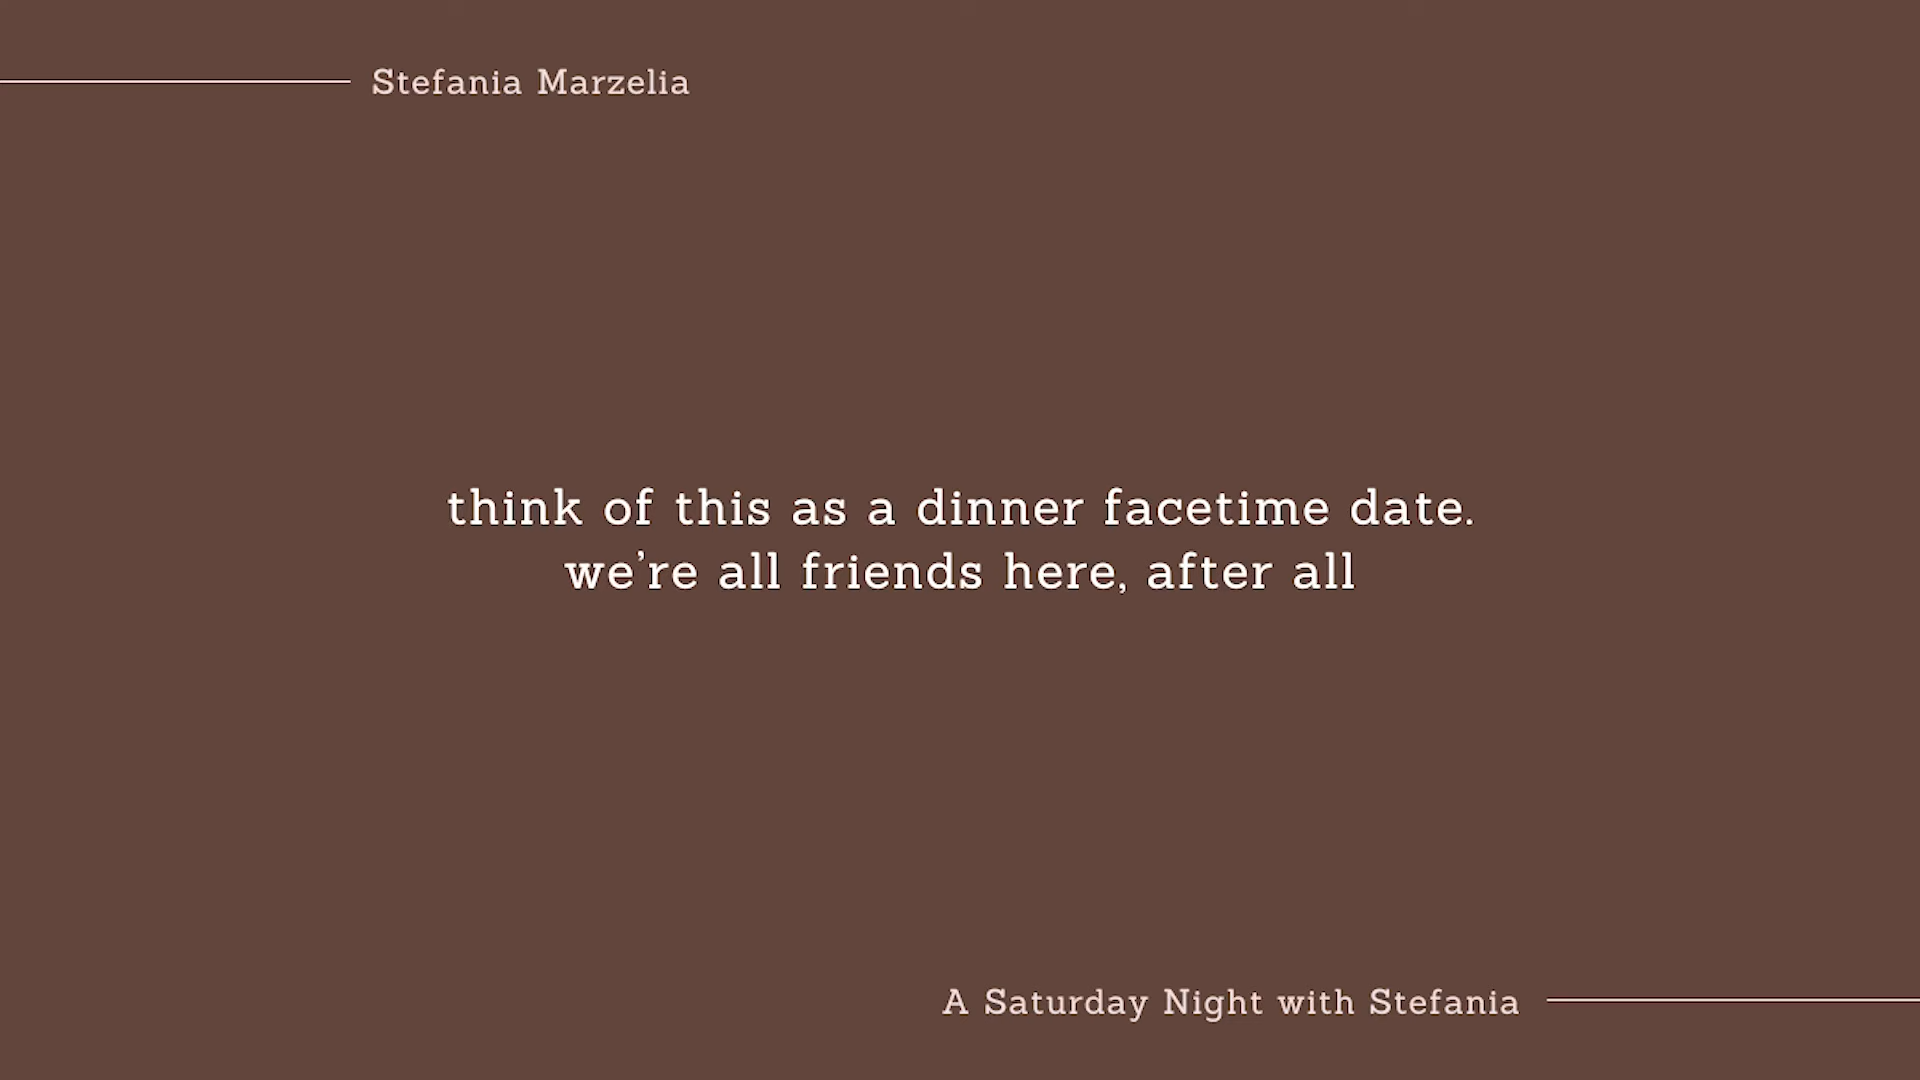 Stefania Marzelia
think of this as a dinner facetime date.
we’re all friends here, after all
A Saturday Night with Stefania